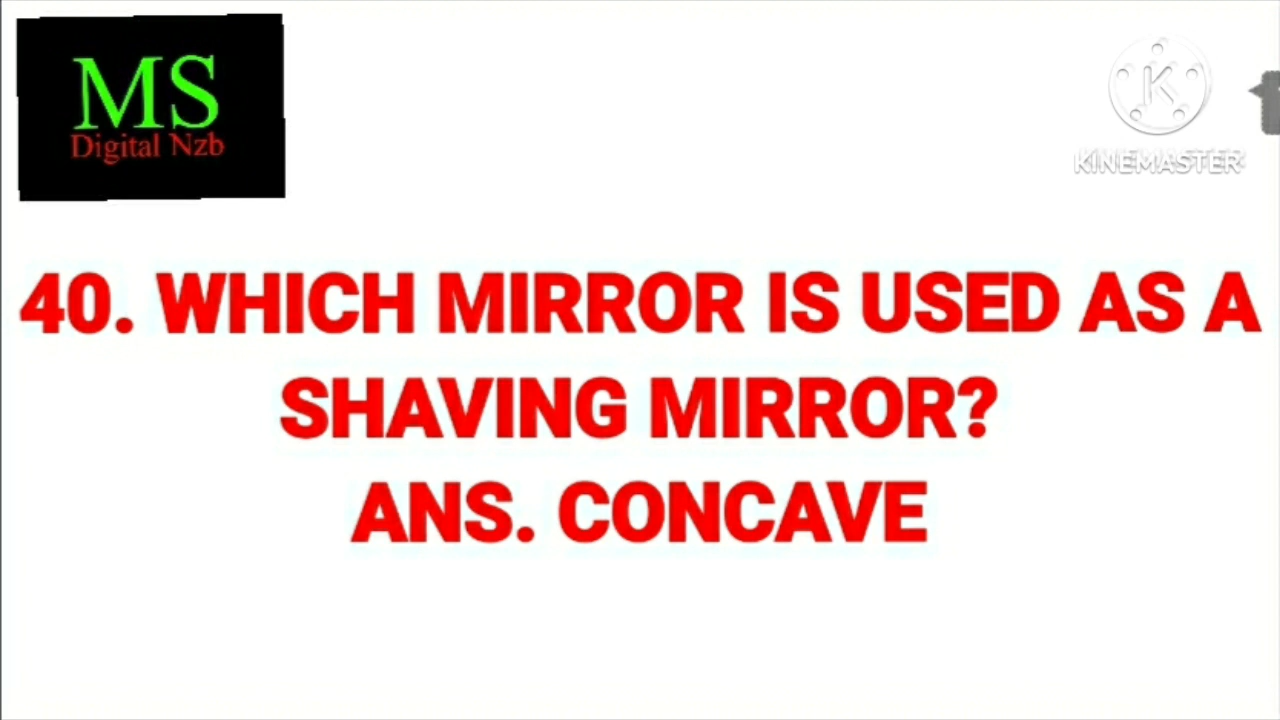 MS
Digital Nzb
KINEMASTER
40. WHICH MIRROR IS USED AS A
SHAVING MIRROR?
ANS. CONCAVE